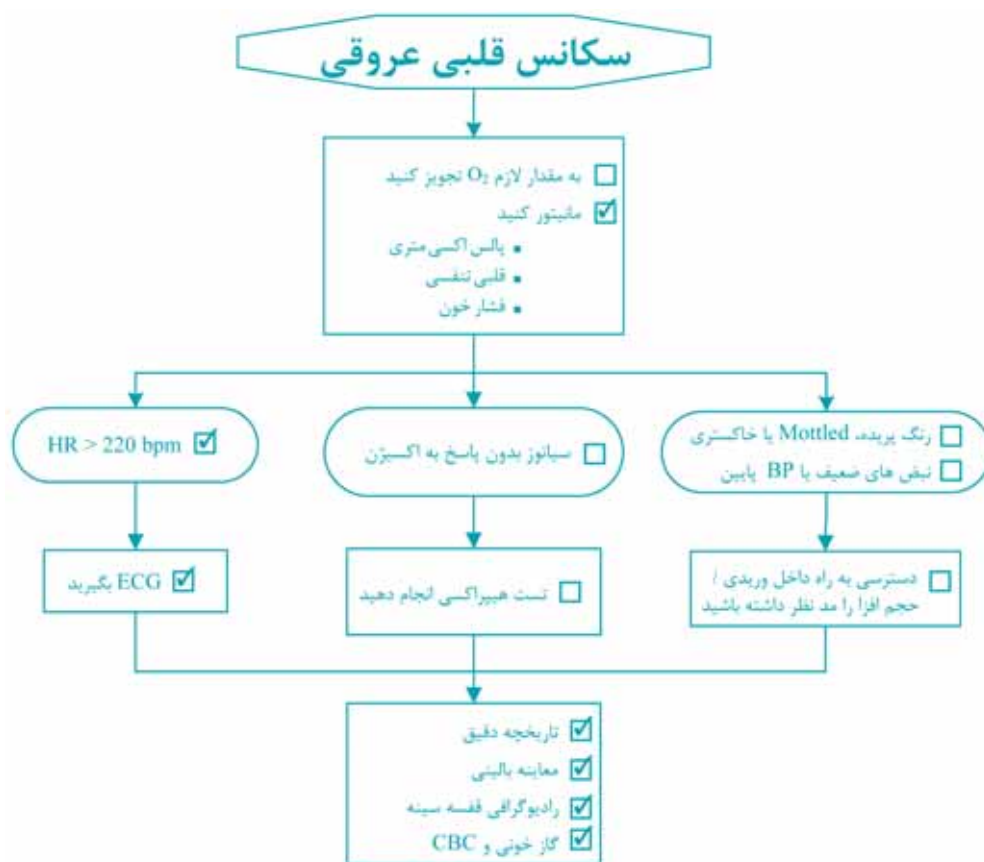 سکانس قلبی عروقی
به مقدار لازم O₂ تجویز کنید
مانیتور کنید
پالس اکسی متری
قلبی تنفسی
فشار خون
رنگ پریده، Mottled یا خاکستری
نبض های ضعیف یا BP پایین
سیانوز بدون پاسخ به اکسیژن
HR > 220 bpm
دسترسی به راه داخل وریدی /
حجم افزا را مد نظر داشته باشید
تست هیپراکسی انجام دهید
ECG بگیرید
تاریخچه دقیق
معاینه بالینی
رادیوگرافی قفسه سینه
گاز خونی و CBC